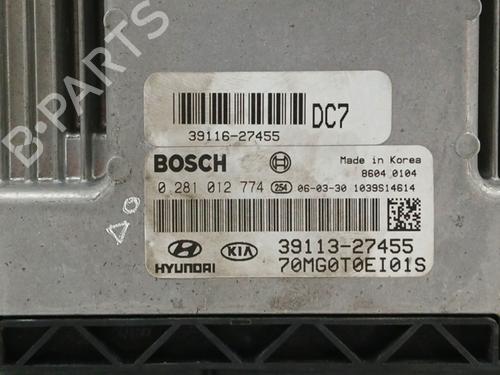 B-PARTS
39116-27455
DC7
BOSCH
Made in Korea
8604 0104
0 281 012 774 254 06-03-30 1039S14614
HYUNDAI KIA
39113-27455
70MG0T0EI01S